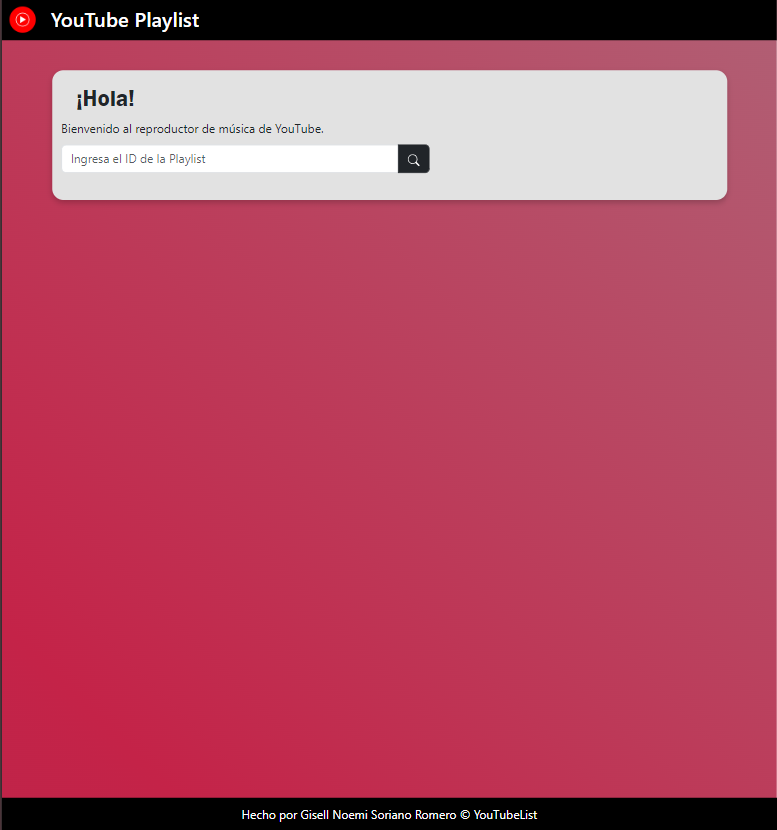 YouTube Playlist
¡Hola!
Bienvenido al reproductor de música de YouTube.
Ingresa el ID de la Playlist
Hecho por Gisell Noemi Soriano Romero © YouTubeList